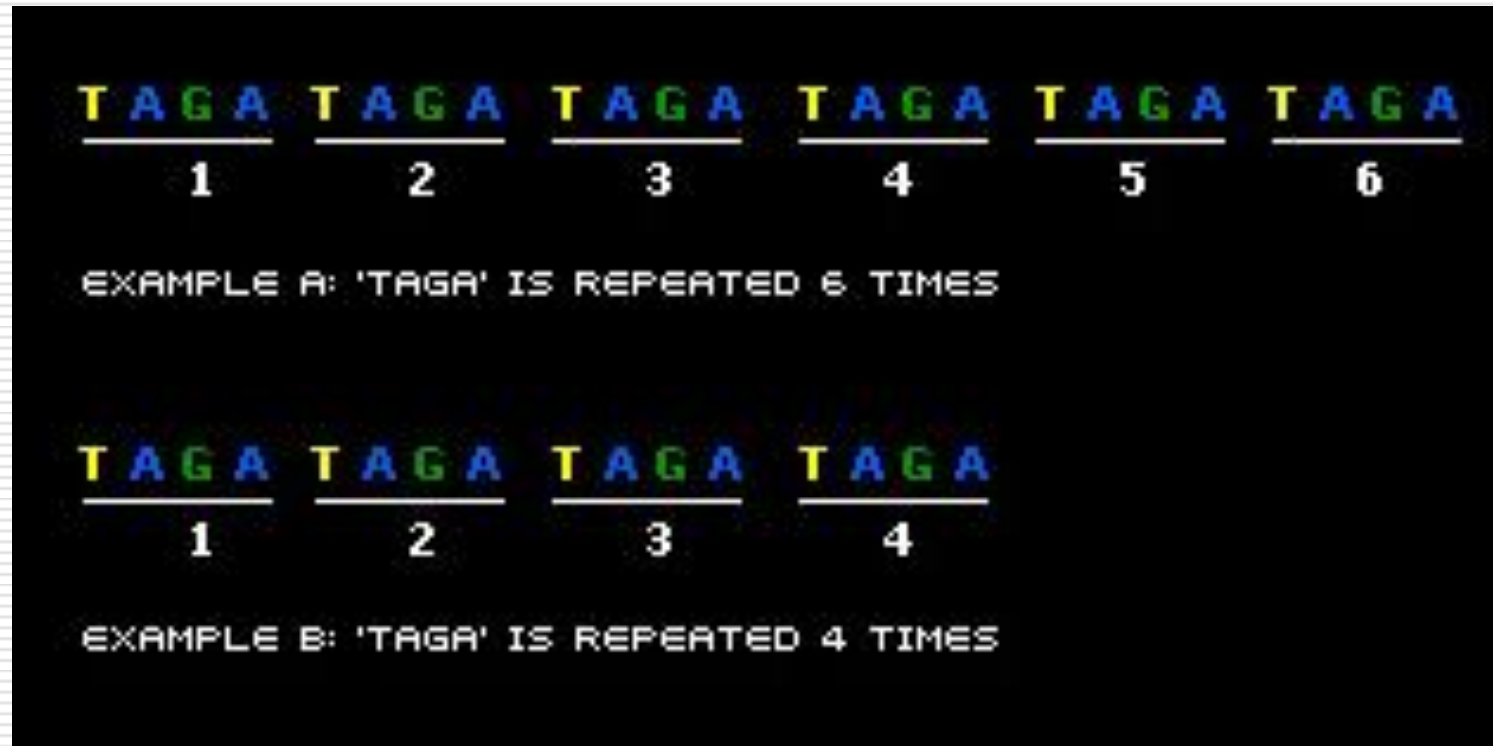 T A G A T A G A T A G A T A G A T A G A T A G A
1 2 3 4 5 6
EXAMPLE A: 'TAGA' IS REPEATED 6 TIMES
T A G A T A G A T A G A T A G A
1 2 3 4
EXAMPLE B: 'TAGA' IS REPEATED 4 TIMES